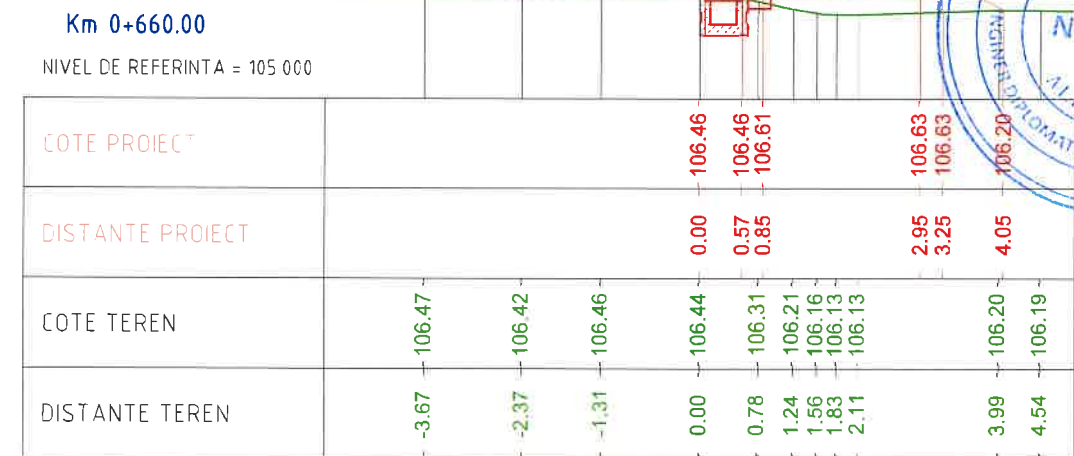 Km 0+660.00
NIVEL DE REFERINTA = 105 000
COTE PROIECT 106.46 106.46 106.61 106.63 106.63 106.20
DISTANTE PROIECT 0.00 0.57 0.85 2.95 3.25 4.05
COTE TEREN 106.47 106.42 106.46 106.44 106.31 106.21 106.16 106.13 106.13 106.20 106.19
DISTANTE TEREN -3.67 -2.37 -1.31 0.00 0.78 1.24 1.56 1.83 2.11 3.99 4.54